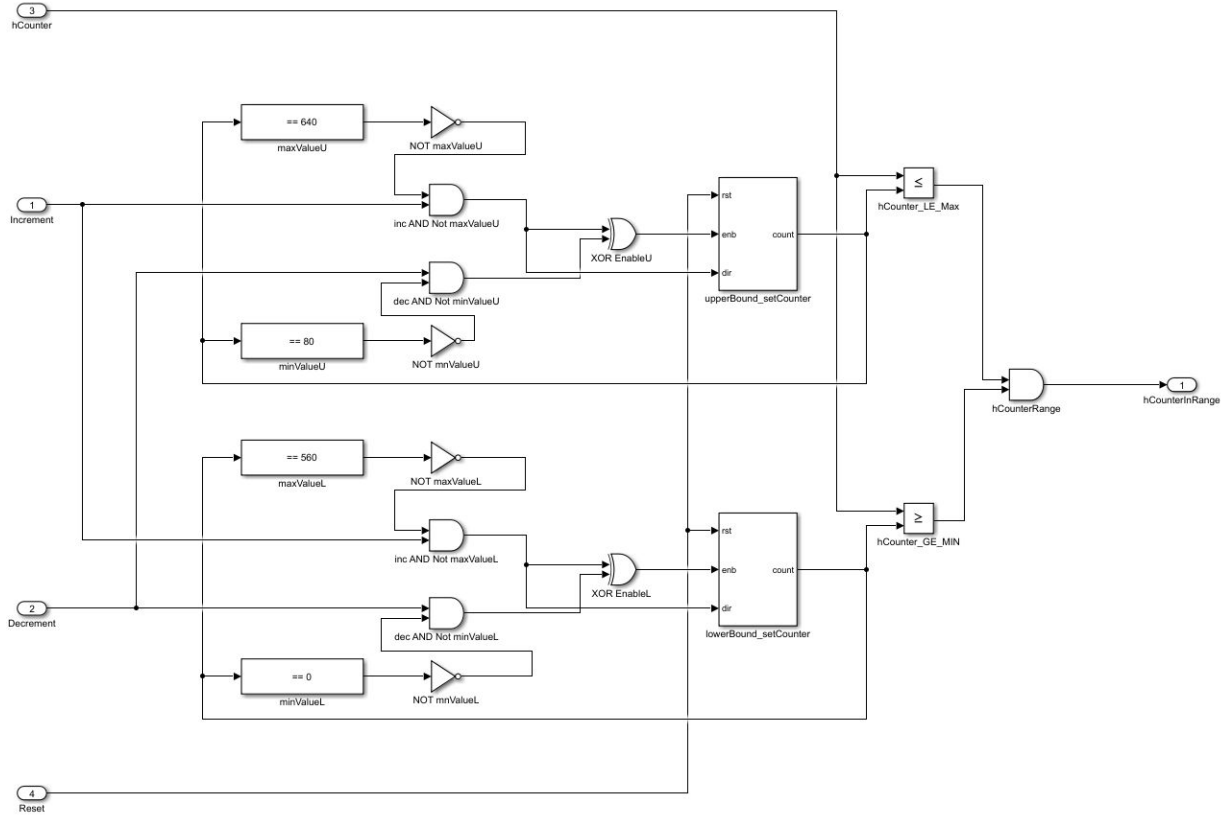 3
hCounter
== 640
maxValueU
NOT maxValueU
1
Increment
inc AND Not maxValueU
XOR EnableU
dec AND Not minValueU
== 80
minValueU
NOT mnValueU
rst
enb
dir
count
upperBound_setCounter
≤
hCounter_LE_Max
hCounterRange
1
hCounterInRange
== 560
maxValueL
NOT maxValueL
inc AND Not maxValueL
XOR EnableL
2
Decrement
dec AND Not minValueL
== 0
minValueL
NOT mnValueL
rst
enb
dir
count
lowerBound_setCounter
≥
hCounter_GE_MIN
4
Reset